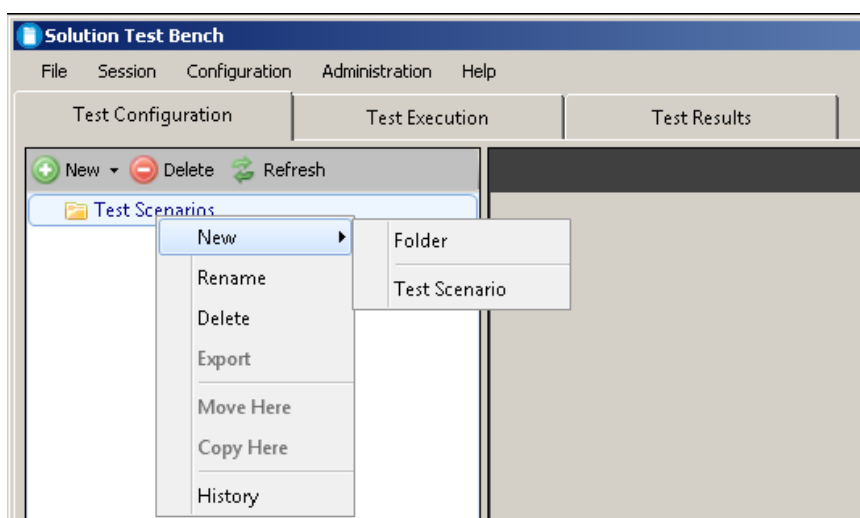 Solution Test Bench
File Session Configuration Administration Help
Test Configuration Test Execution Test Results
New Delete Refresh
Test Scenarios
New
Folder
Rename
Test Scenario
Delete
Export
Move Here
Copy Here
History